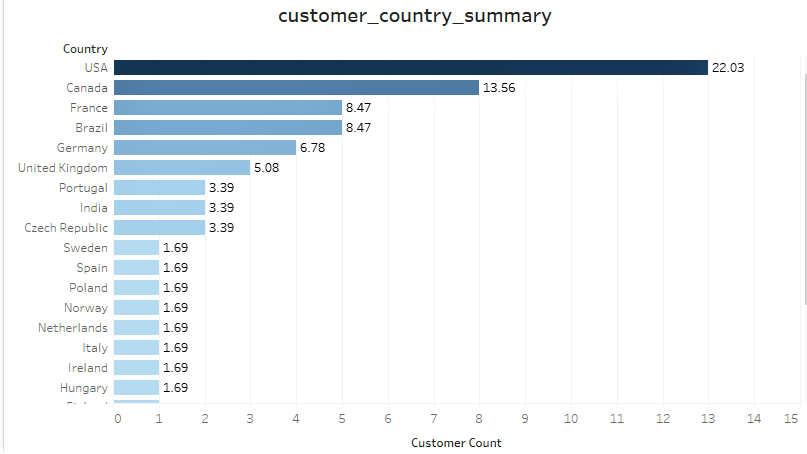 customer_country_summary
Country
USA 22.03
Canada 13.56
France 8.47
Brazil 8.47
Germany 6.78
United Kingdom 5.08
Portugal 3.39
India 3.39
Czech Republic 3.39
Sweden 1.69
Spain 1.69
Poland 1.69
Norway 1.69
Netherlands 1.69
Italy 1.69
Ireland 1.69
Hungary 1.69
0 1 2 3 4 5 6 7 8 9 10 11 12 13 14 15
Customer Count